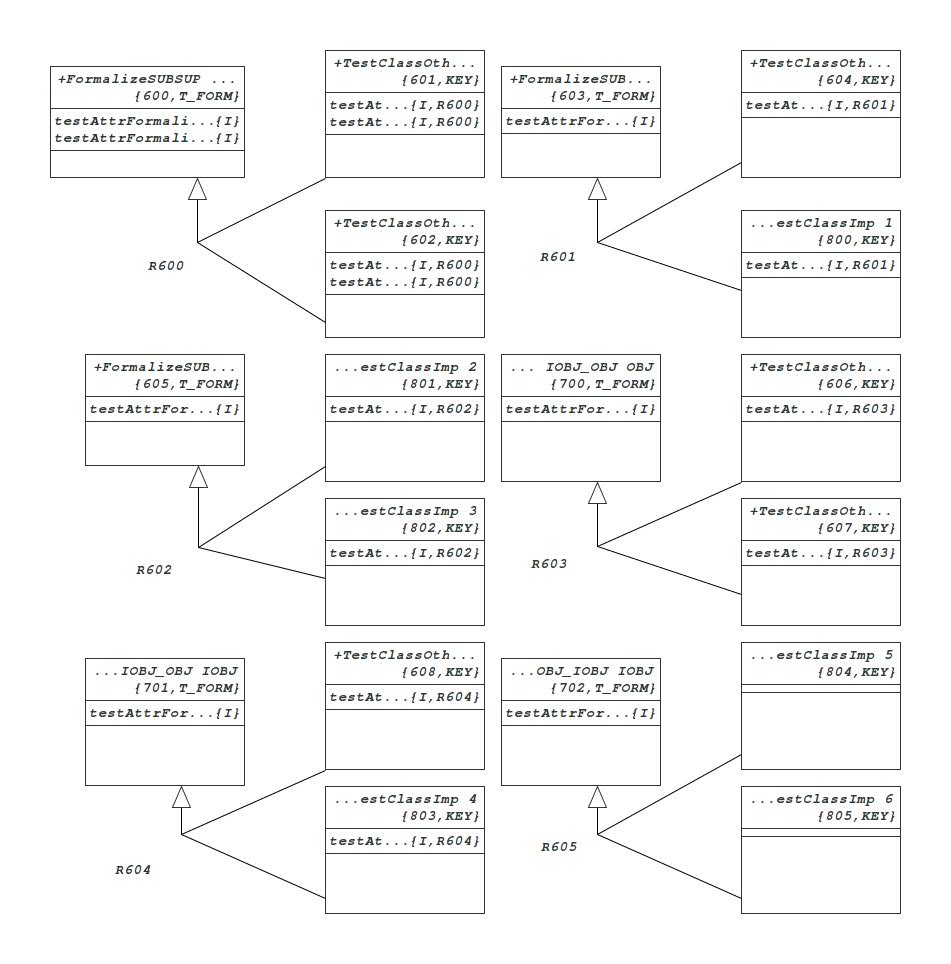 +FormalizeSUBSUP ...
{600,T_FORM}
testAttrFormali...{I}
testAttrFormali...{I}
+TestClassOth...
{601,KEY}
testAt...{I,R600}
testAt...{I,R600}
+TestClassOth...
{602,KEY}
testAt...{I,R600}
testAt...{I,R600}
R600
+FormalizeSUB...
{603,T_FORM}
testAttrFor...{I}
+TestClassOth...
{604,KEY}
testAt...{I,R601}
...estClassImp 1
{800,KEY}
testAt...{I,R601}
R601
+FormalizeSUB...
{605,T_FORM}
testAttrFor...{I}
...estClassImp 2
{801,KEY}
testAt...{I,R602}
...estClassImp 3
{802,KEY}
testAt...{I,R602}
R602
... IOBJ_OBJ OBJ
{700,T_FORM}
testAttrFor...{I}
+TestClassOth...
{606,KEY}
testAt...{I,R603}
+TestClassOth...
{607,KEY}
testAt...{I,R603}
R603
...IOBJ_OBJ IOBJ
{701,T_FORM}
testAttrFor...{I}
+TestClassOth...
{608,KEY}
testAt...{I,R604}
...estClassImp 4
{803,KEY}
testAt...{I,R604}
R604
...OBJ_IOBJ IOBJ
{702,T_FORM}
testAttrFor...{I}
...estClassImp 5
{804,KEY}
...estClassImp 6
{805,KEY}
R605